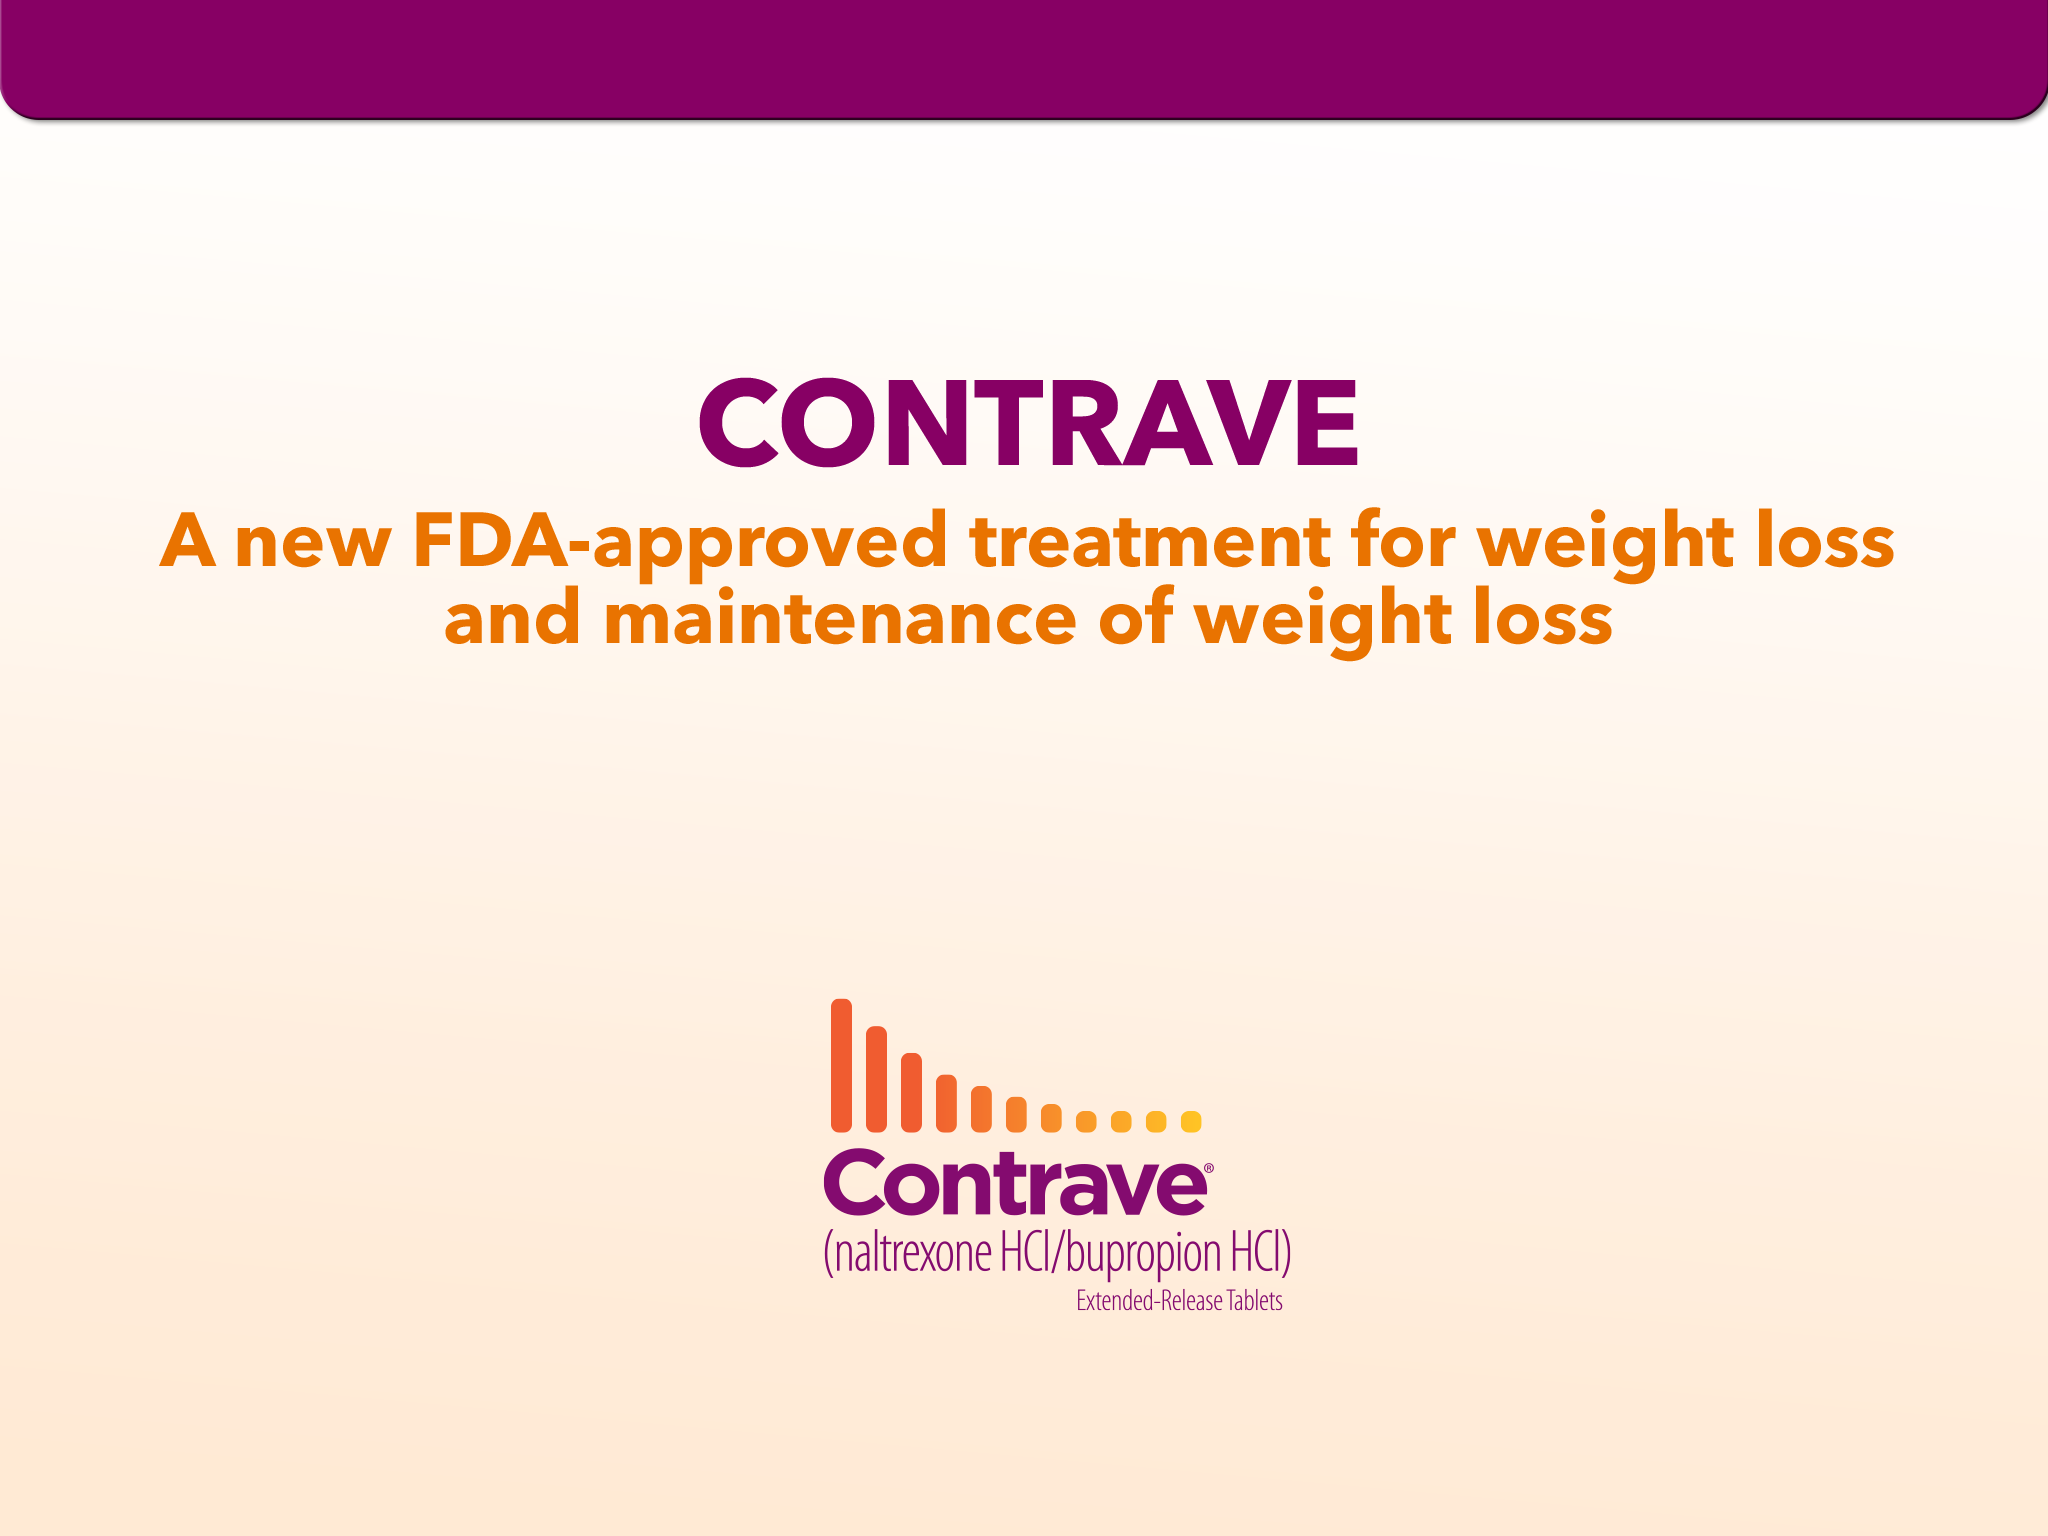 CONTRAVE
A new FDA-approved treatment for weight loss
and maintenance of weight loss
Contrave®
(naltrexone HCl/bupropion HCl)
Extended-Release Tablets